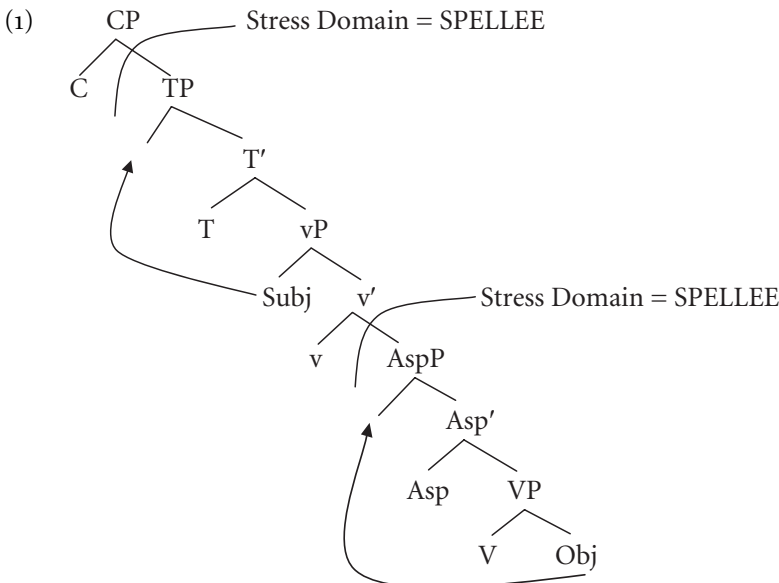 (1) CP Stress Domain = SPELLEE
C TP
T′
T vP
Subj v′ Stress Domain = SPELLEE
v AspP
Asp′
Asp VP
V Obj